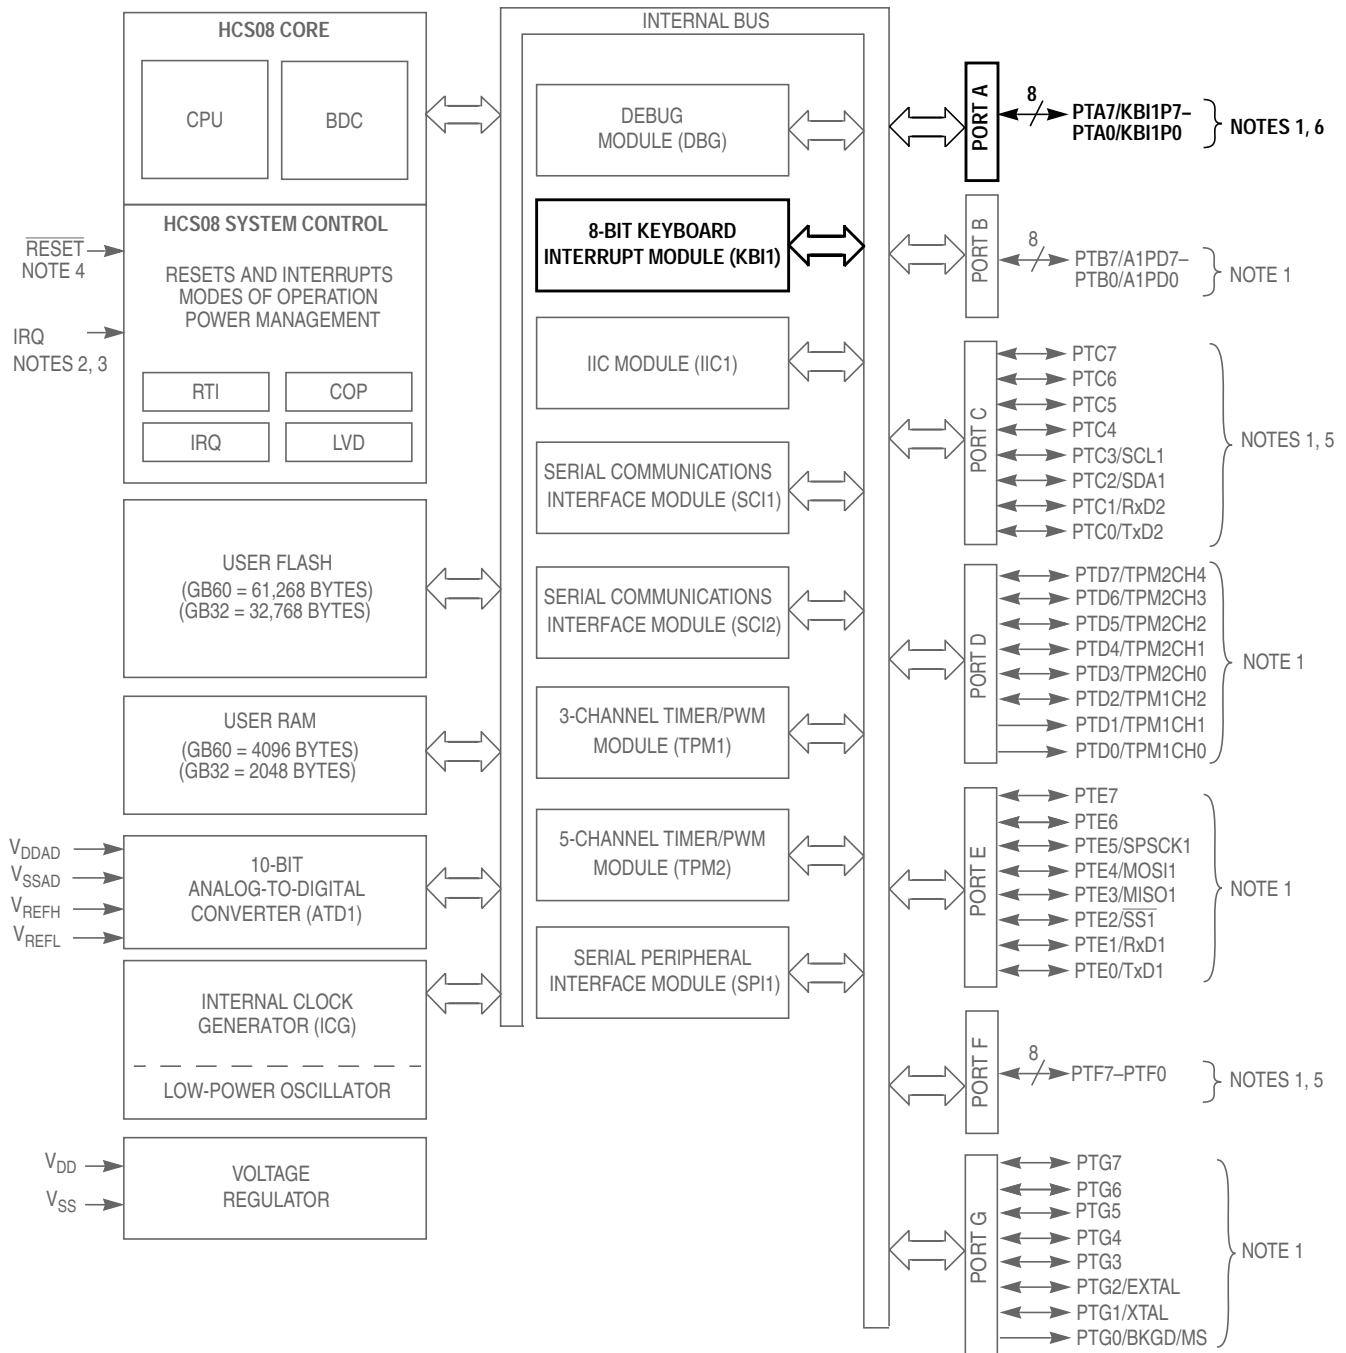 INTERNAL BUS
HCS08 CORE
CPU
BDC
HCS08 SYSTEM CONTROL
RESETS AND INTERRUPTS
MODES OF OPERATION
POWER MANAGEMENT
RTI
COP
IRQ
LVD
RESET
NOTE 4
IRQ
NOTES 2, 3
USER FLASH
(GB60 = 61,268 BYTES)
(GB32 = 32,768 BYTES)
USER RAM
(GB60 = 4096 BYTES)
(GB32 = 2048 BYTES)
VDDAD
VSSAD
VREFH
VREFL
10-BIT
ANALOG-TO-DIGITAL
CONVERTER (ATD1)
INTERNAL CLOCK
GENERATOR (ICG)
LOW-POWER OSCILLATOR
VDD
VSS
VOLTAGE
REGULATOR
DEBUG
MODULE (DBG)
8-BIT KEYBOARD
INTERRUPT MODULE (KBI1)
IIC MODULE (IIC1)
SERIAL COMMUNICATIONS
INTERFACE MODULE (SCI1)
SERIAL COMMUNICATIONS
INTERFACE MODULE (SCI2)
3-CHANNEL TIMER/PWM
MODULE (TPM1)
5-CHANNEL TIMER/PWM
MODULE (TPM2)
SERIAL PERIPHERAL
INTERFACE MODULE (SPI1)
PORT A
8
PTA7/KBI1P7–
PTA0/KBI1P0
NOTES 1, 6
PORT B
8
PTB7/A1PD7–
PTB0/A1PD0
NOTE 1
PORT C
PTC7
PTC6
PTC5
PTC4
PTC3/SCL1
PTC2/SDA1
PTC1/RxD2
PTC0/TxD2
NOTES 1, 5
PORT D
PTD7/TPM2CH4
PTD6/TPM2CH3
PTD5/TPM2CH2
PTD4/TPM2CH1
PTD3/TPM2CH0
PTD2/TPM1CH2
PTD1/TPM1CH1
PTD0/TPM1CH0
NOTE 1
PORT E
PTE7
PTE6
PTE5/SPSCK1
PTE4/MOSI1
PTE3/MISO1
PTE2/SS1
PTE1/RxD1
PTE0/TxD1
NOTE 1
PORT F
8
PTF7–PTF0
NOTES 1, 5
PORT G
PTG7
PTG6
PTG5
PTG4
PTG3
PTG2/EXTAL
PTG1/XTAL
PTG0/BKGD/MS
NOTE 1